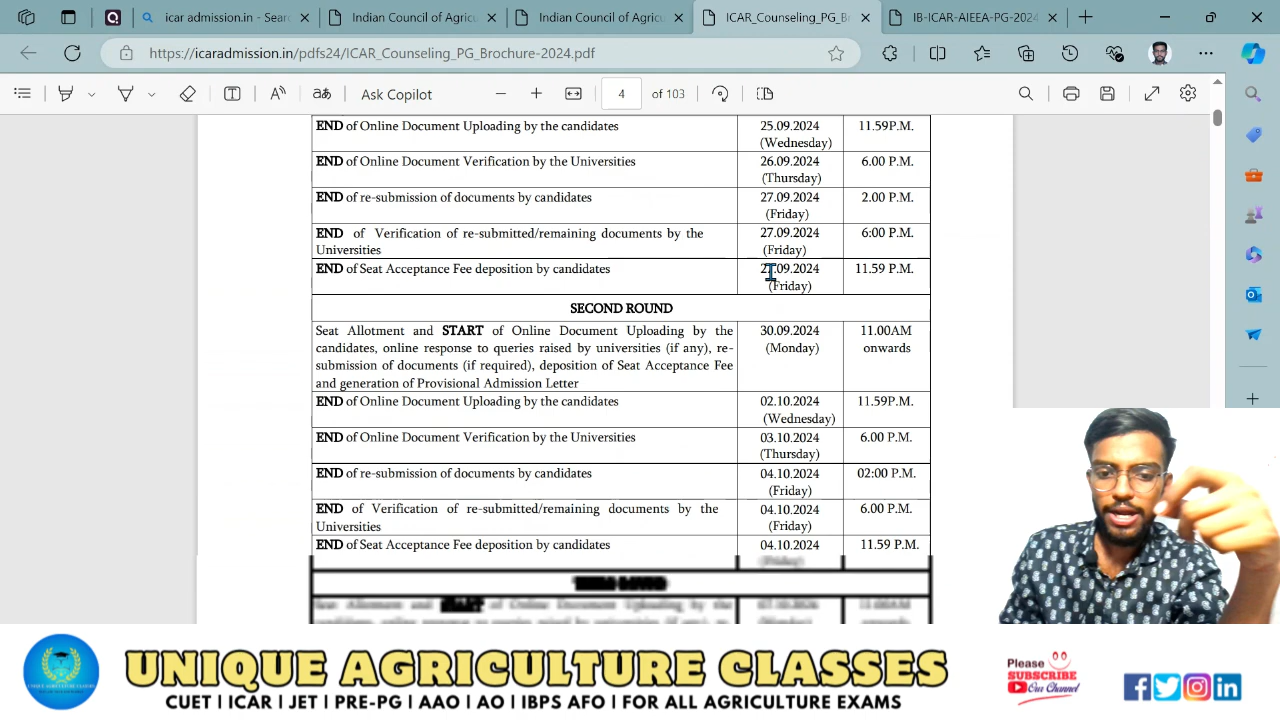 icar admission.in - Sear
Indian Council of Agricu
Indian Council of Agricu
ICAR_Counseling_PG_Br
IB-ICAR-AIEEA-PG-2024
https://icaradmission.in/pdfs24/ICAR_Counseling_PG_Brochure-2024.pdf
Ask Copilot
4 of 103
END of Online Document Uploading by the candidates 25.09.2024 11.59P.M.
(Wednesday)
END of Online Document Verification by the Universities 26.09.2024 6.00 P.M.
(Thursday)
END of re-submission of documents by candidates 27.09.2024 2.00 P.M.
(Friday)
END of Verification of re-submitted/remaining documents by the 27.09.2024 6:00 P.M.
Universities (Friday)
END of Seat Acceptance Fee deposition by candidates 27.09.2024 11.59 P.M.
(Friday)
SECOND ROUND
Seat Allotment and START of Online Document Uploading by the 30.09.2024 11.00AM
candidates, online response to queries raised by universities (if any), re- (Monday) onwards
submission of documents (if required), deposition of Seat Acceptance Fee
and generation of Provisional Admission Letter
END of Online Document Uploading by the candidates 02.10.2024 11.59P.M.
(Wednesday)
END of Online Document Verification by the Universities 03.10.2024 6.00 P.M.
(Thursday)
END of re-submission of documents by candidates 04.10.2024 02:00 P.M.
(Friday)
END of Verification of re-submitted/remaining documents by the 04.10.2024 6.00 P.M.
Universities (Friday)
END of Seat Acceptance Fee deposition by candidates 04.10.2024 11.59 P.M.
UNIQUE AGRICULTURE CLASSES
CUET | ICAR | JET | PRE-PG | AAO | AO | IBPS AFO | FOR ALL AGRICULTURE EXAMS
Please
SUBSCRIBE
Our Channel